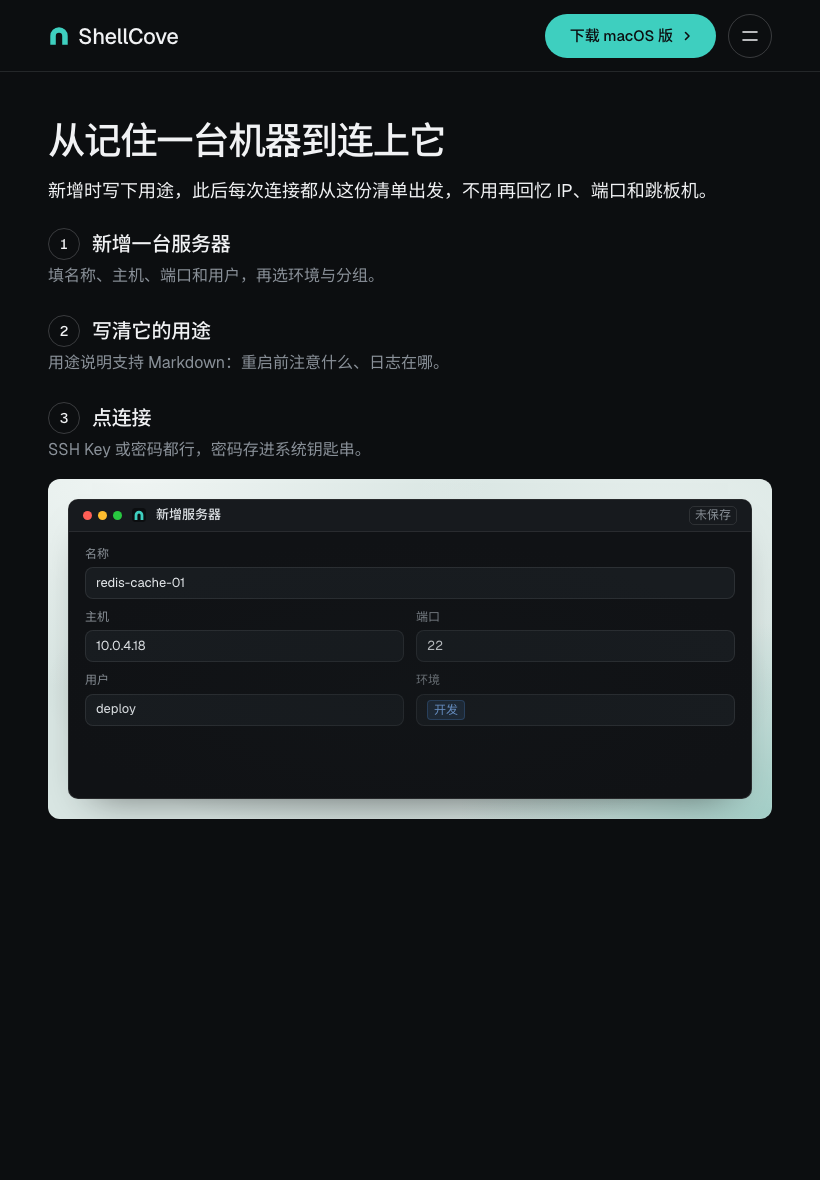 ShellCove
下载 macOS 版
从记住一台机器到连上它
新增时写下用途，此后每次连接都从这份清单出发，不用再回忆 IP、端口和跳板机。
1 新增一台服务器
填名称、主机、端口和用户，再选环境与分组。
2 写清它的用途
用途说明支持 Markdown：重启前注意什么、日志在哪。
3 点连接
SSH Key 或密码都行，密码存进系统钥匙串。
新增服务器 未保存
名称
redis-cache-01
主机 端口
10.0.4.18 22
用户 环境
deploy 开发